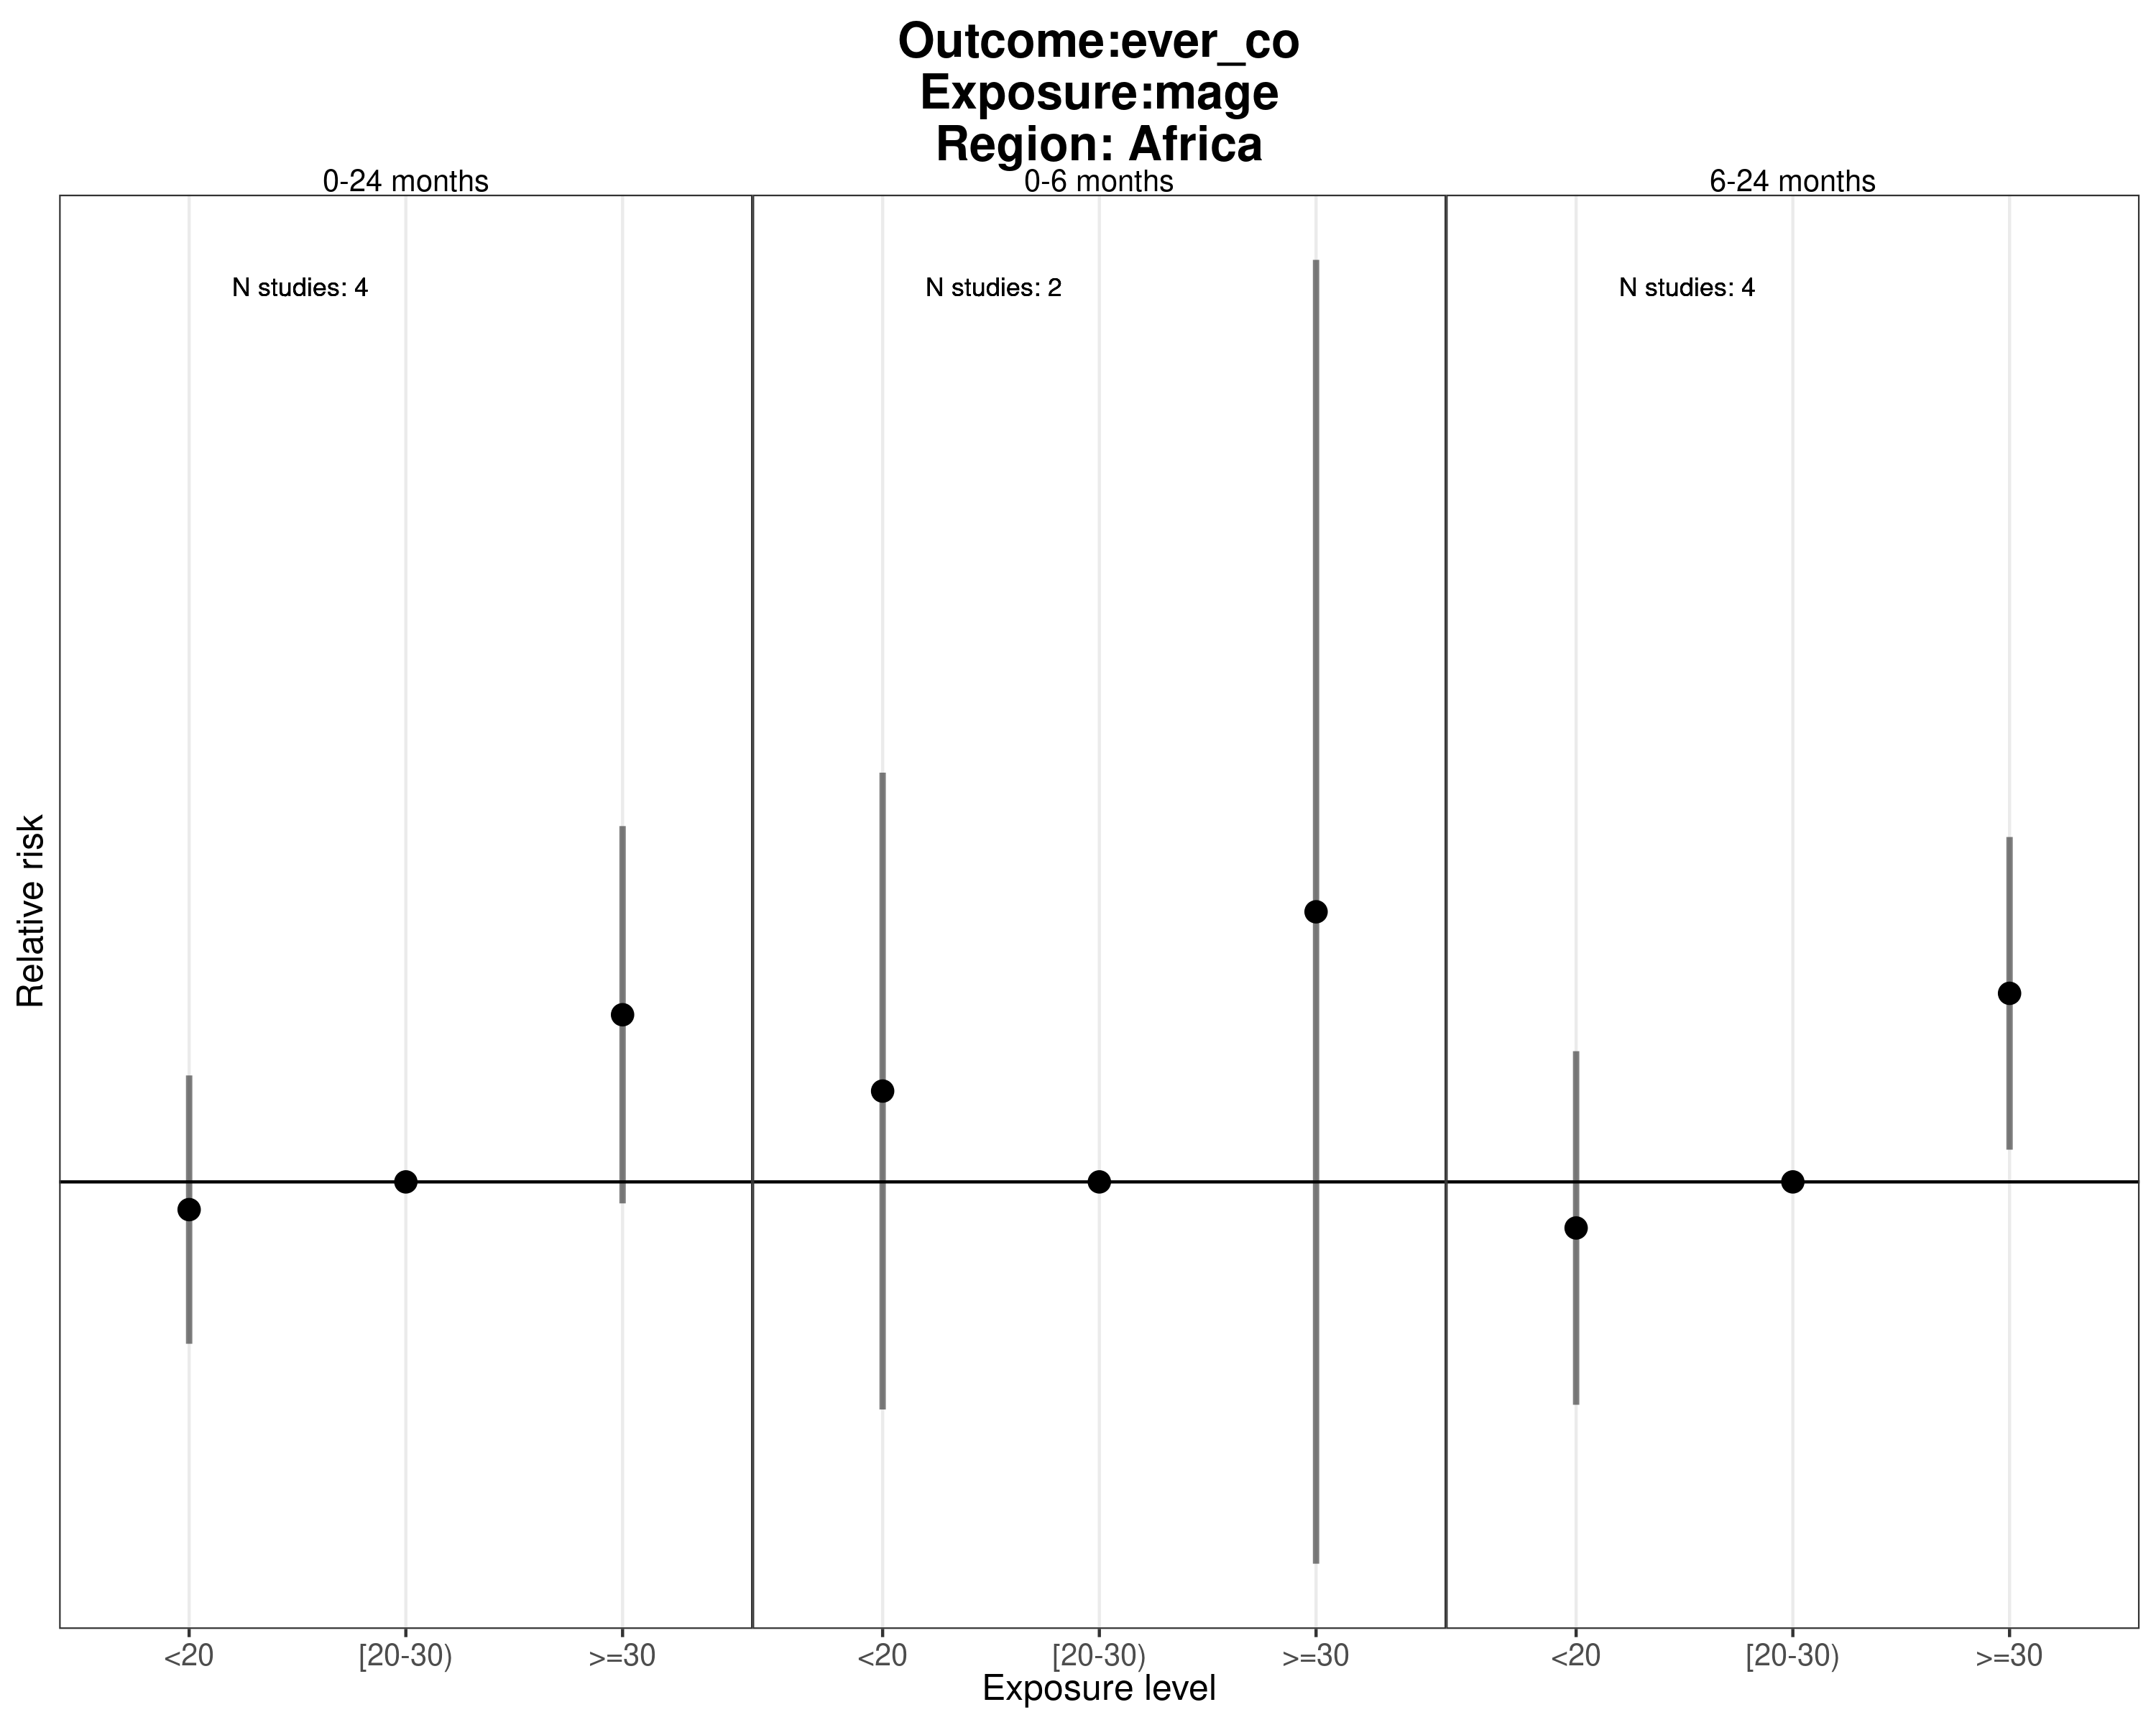 Outcome:ever_co
Exposure:mage
Region: Africa
0-24 months
0-6 months
6-24 months
N studies: 4
N studies: 2
N studies: 4
Relative risk
<20
[20-30)
>=30
<20
[20-30)
>=30
<20
[20-30)
>=30
Exposure level